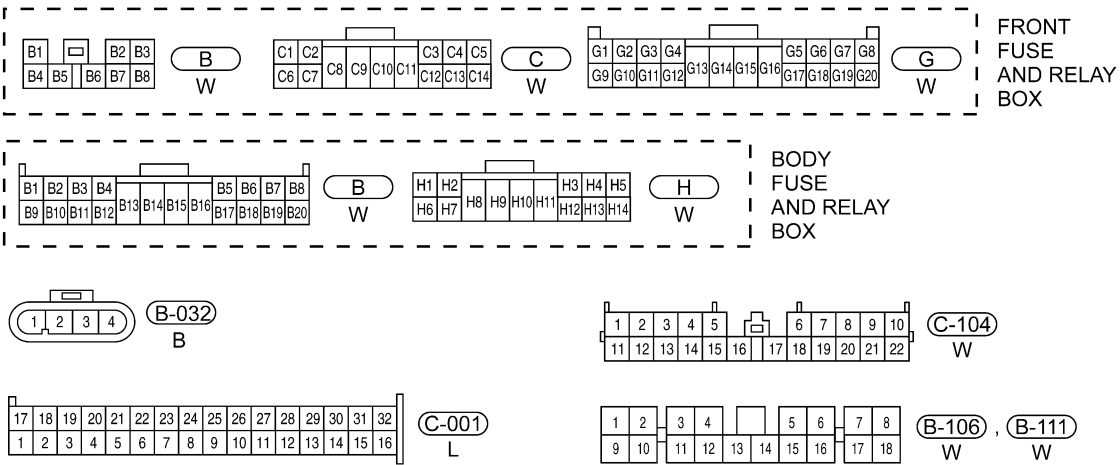 B1 B2 B3
B4 B5 B6 B7 B8
B
W
C1 C2 C3 C4 C5
C6 C7 C8 C9 C10 C11 C12 C13 C14
C
W
G1 G2 G3 G4 G5 G6 G7 G8
G9 G10 G11 G12 G13 G14 G15 G16 G17 G18 G19 G20
G
W
FRONT
FUSE
AND RELAY
BOX
B1 B2 B3 B4 B5 B6 B7 B8
B9 B10 B11 B12 B13 B14 B15 B16 B17 B18 B19 B20
B
W
H1 H2 H3 H4 H5
H6 H7 H8 H9 H10 H11 H12 H13 H14
H
W
BODY
FUSE
AND RELAY
BOX
1 2 3 4
B-032
B
1 2 3 4 5 6 7 8 9 10
11 12 13 14 15 16 17 18 19 20 21 22
C-104
W
17 18 19 20 21 22 23 24 25 26 27 28 29 30 31 32
1 2 3 4 5 6 7 8 9 10 11 12 13 14 15 16
C-001
L
1 2 3 4 5 6 7 8
9 10 11 12 13 14 15 16 17 18
B-106 , B-111
W W